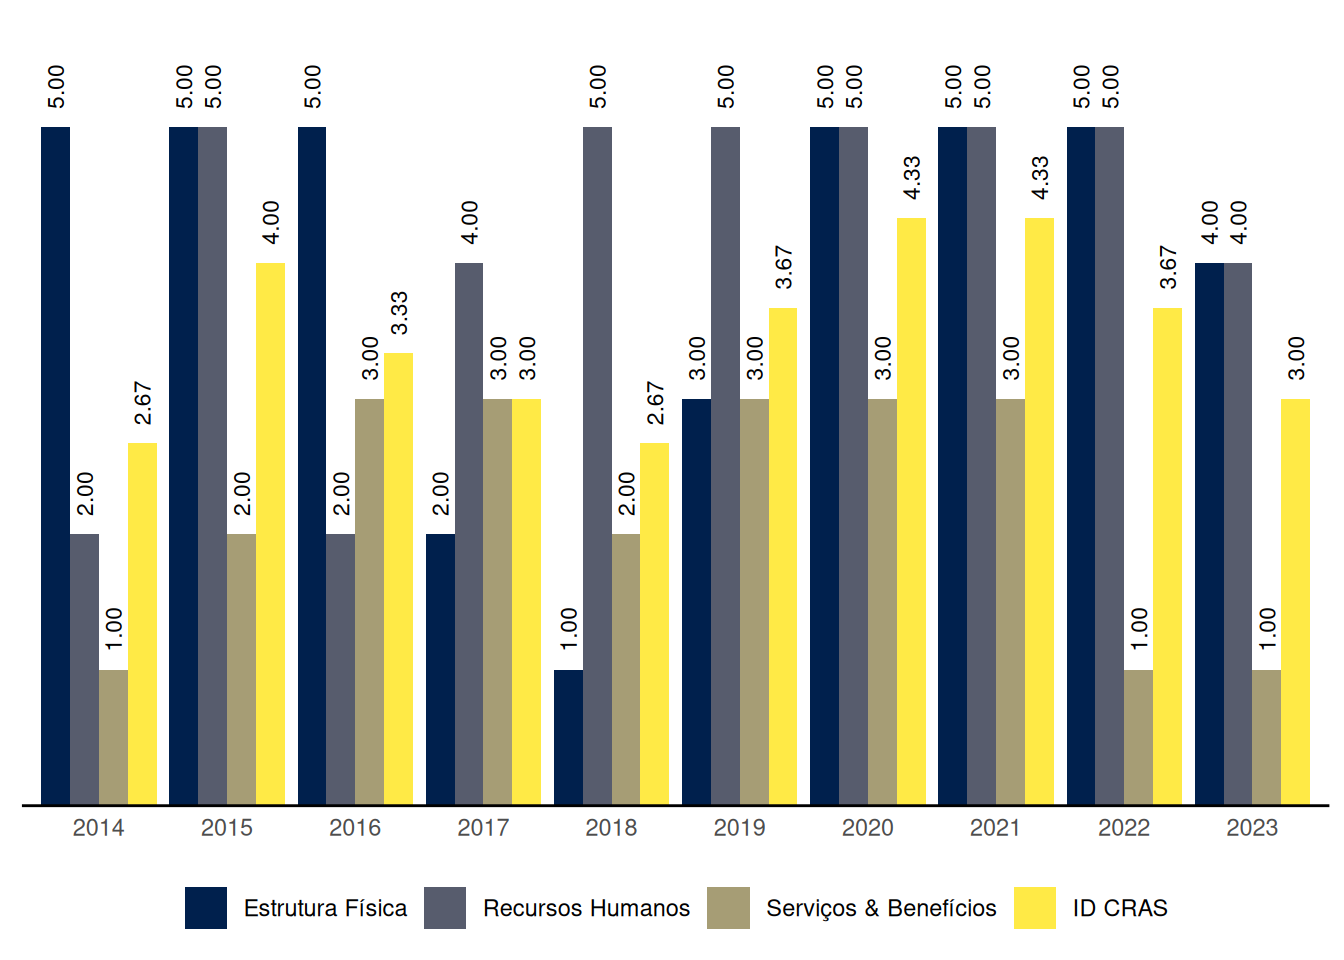 5.00 5.00 5.00 5.00 5.00 5.00 5.00 5.00 5.00 5.00 5.00 5.00
4.33 4.33
4.00 4.00 4.00 4.00
3.67 3.67
3.33
3.00 3.00 3.00 3.00 3.00 3.00 3.00 3.00
2.67 2.67
2.00 2.00 2.00 2.00 2.00
1.00 1.00 1.00 1.00
2014 2015 2016 2017 2018 2019 2020 2021 2022 2023
Estrutura Física Recursos Humanos Serviços & Benefícios ID CRAS